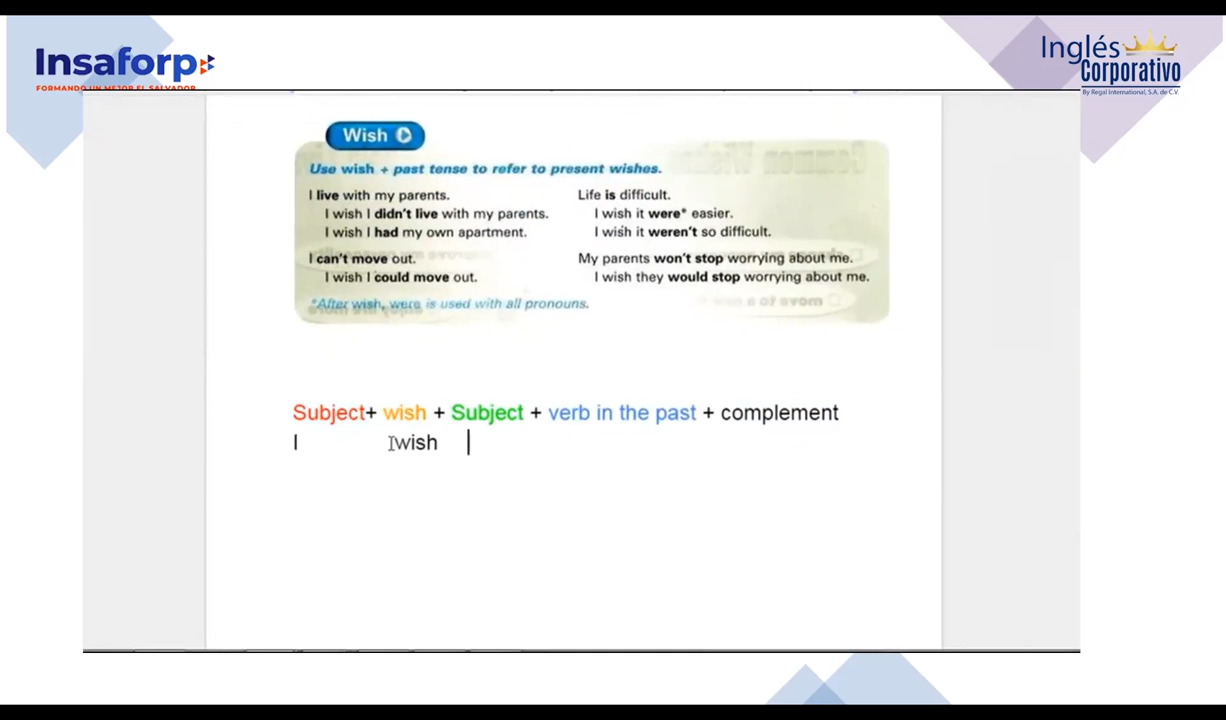 Insaforp
FORMANDO UN MEJOR EL SALVADOR
Inglés
Corporativo
By Regal International, S.A. de C.V.
Wish
Use wish + past tense to refer to present wishes.
I live with my parents.
I wish I didn't live with my parents.
I wish I had my own apartment.
I can't move out.
I wish I could move out.
Life is difficult.
I wish it were* easier.
I wish it weren't so difficult.
My parents won't stop worrying about me.
I wish they would stop worrying about me.
*After wish, were is used with all pronouns.
Subject+ wish + Subject + verb in the past + complement
I wish